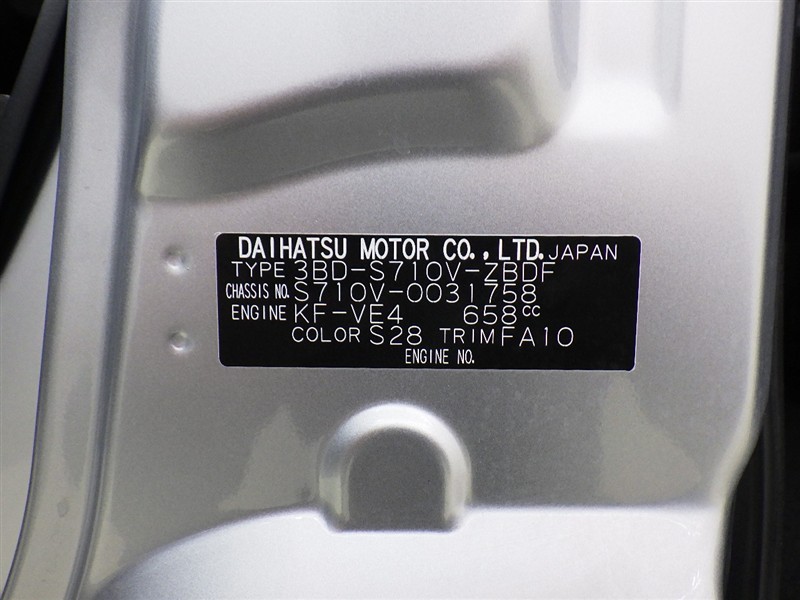 DAIHATSU MOTOR CO., LTD. JAPAN
TYPE 3BD-S710V-ZBDF
CHASSIS NO. S710V-0031758
ENGINE KF-VE4 658cc
COLOR S28 TRIM FA10
ENGINE NO.